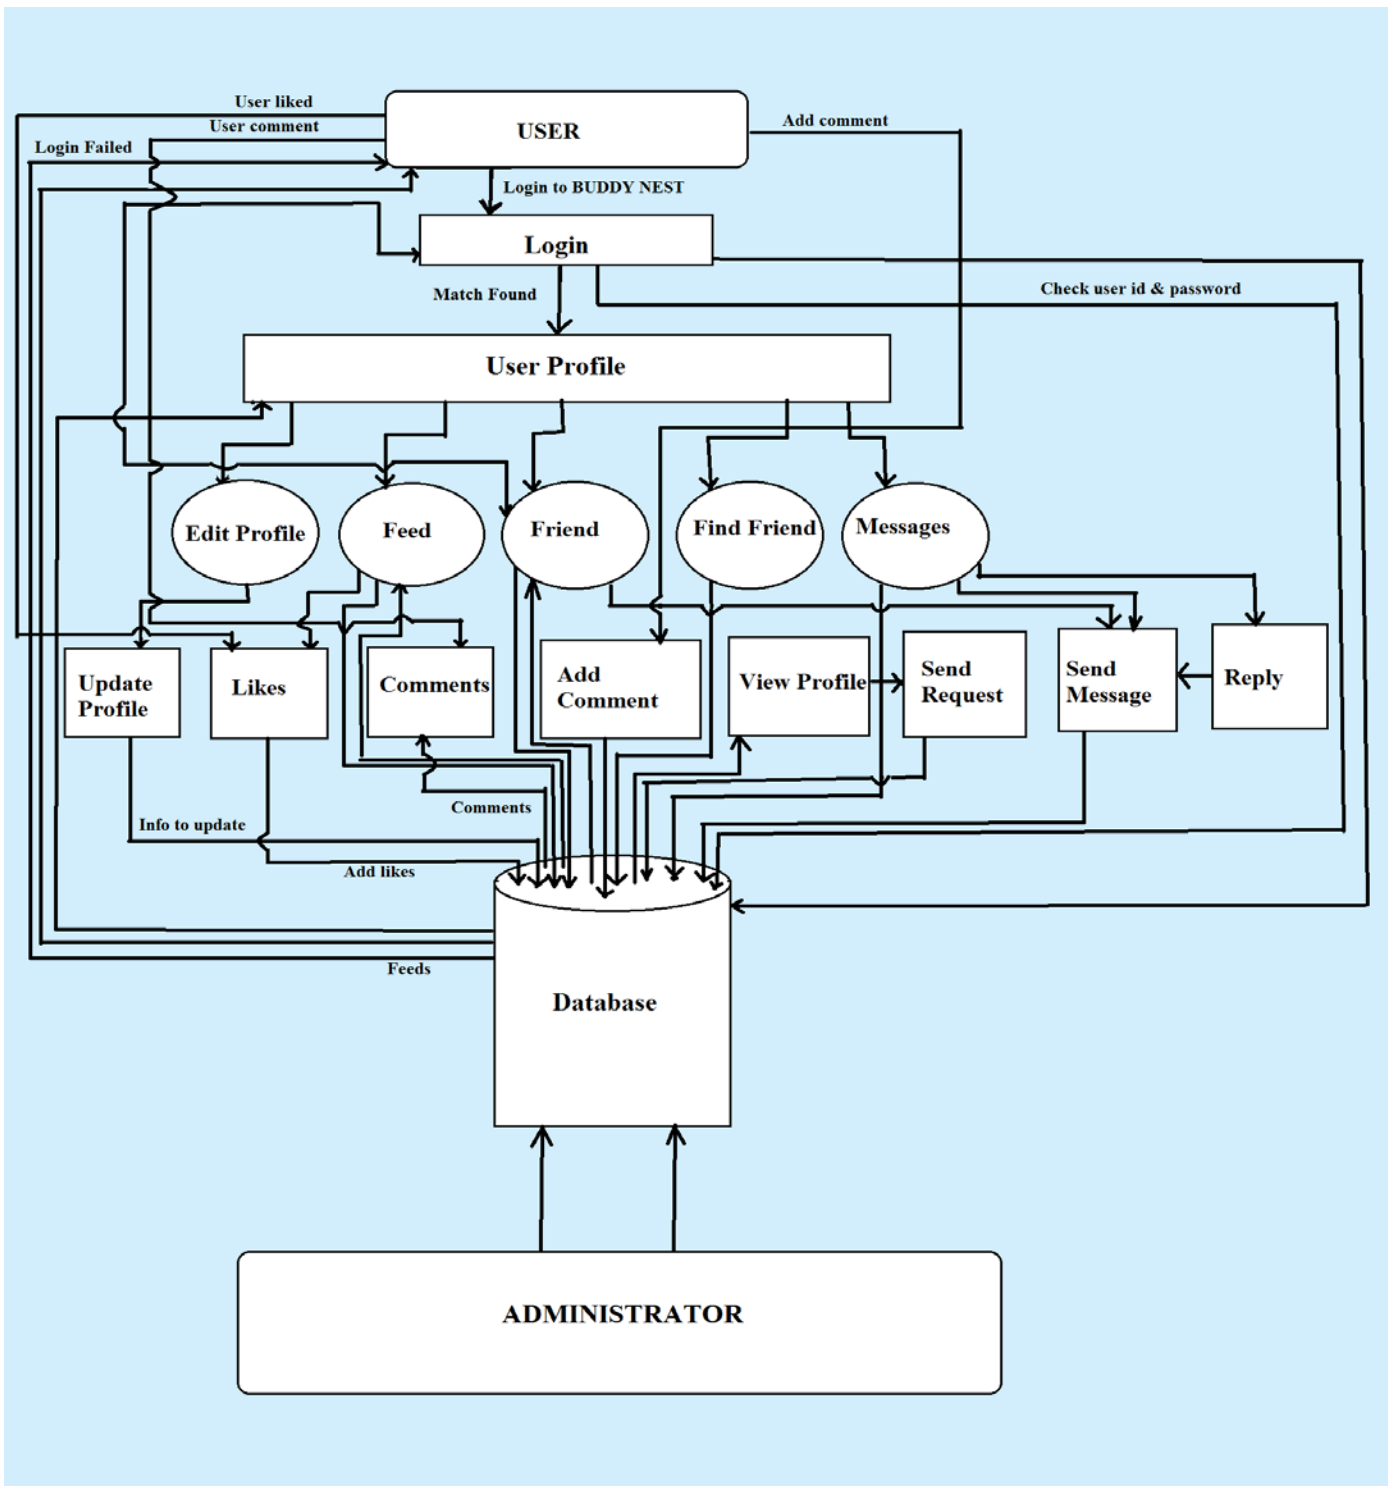 User liked
USER
Add comment
User comment
Login Failed
Login to BUDDY NEST
Login
Match Found
Check user id & password
User Profile
Edit Profile
Feed
Friend
Find Friend
Messages
Update
Profile
Likes
Comments
Add
Comment
View Profile
Send
Request
Send
Message
Reply
Comments
Info to update
Add likes
Feeds
Database
ADMINISTRATOR